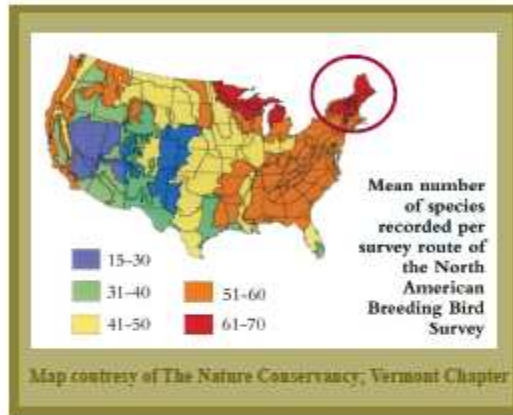 Mean number
of species
recorded per
survey route of
the North
American
Breeding Bird
Survey
15-30
31-40
41-50
51-60
61-70
Map courtesy of The Nature Conservancy, Vermont Chapter